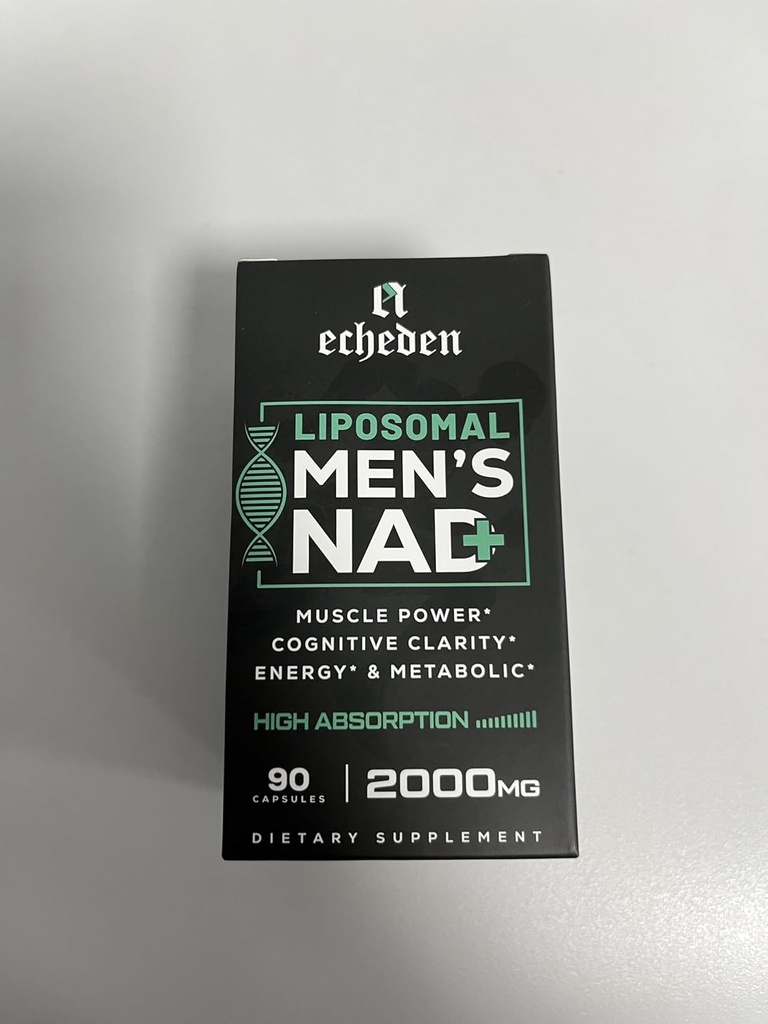 echeden
LIPOSOMAL
MEN'S
NAD+
MUSCLE POWER*
COGNITIVE CLARITY*
ENERGY* & METABOLIC*
HIGH ABSORPTION
90 | 2000MG
CAPSULES
DIETARY SUPPLEMENT